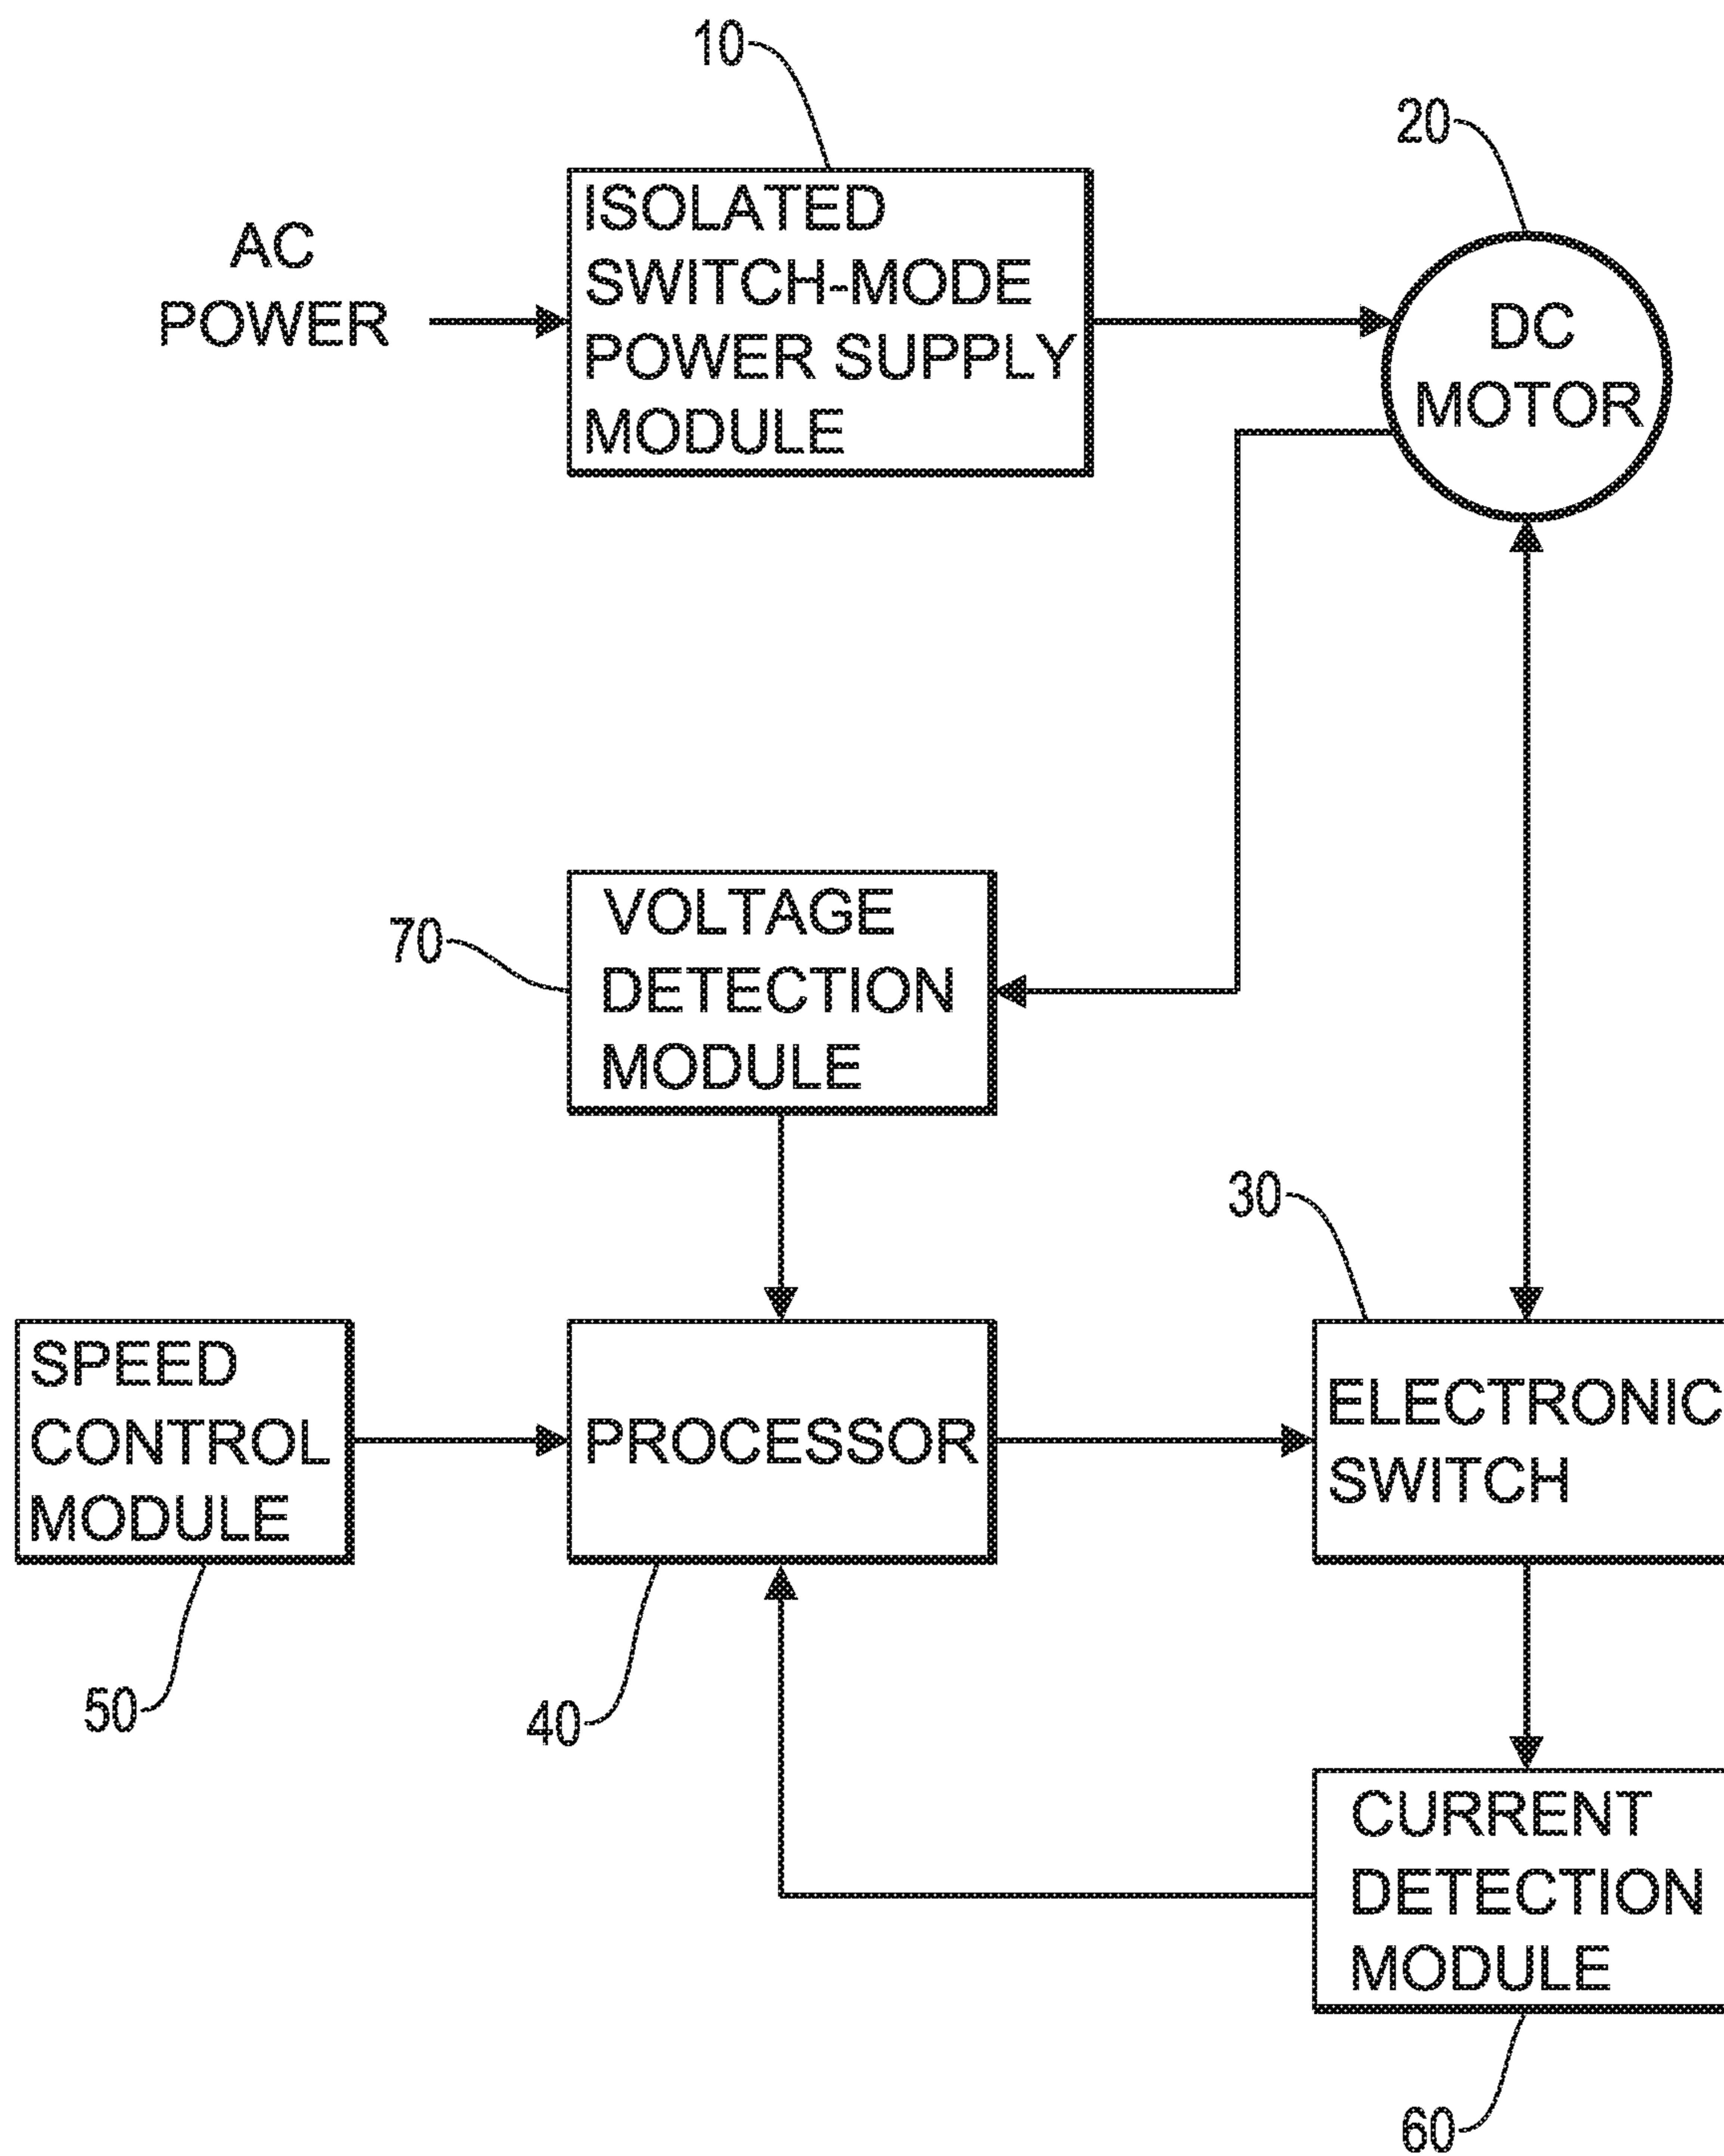 10
20
AC
POWER
ISOLATED
SWITCH-MODE
POWER SUPPLY
MODULE
DC
MOTOR
70
VOLTAGE
DETECTION
MODULE
30
SPEED
CONTROL
MODULE
PROCESSOR
ELECTRONIC
SWITCH
50
40
CURRENT
DETECTION
MODULE
60